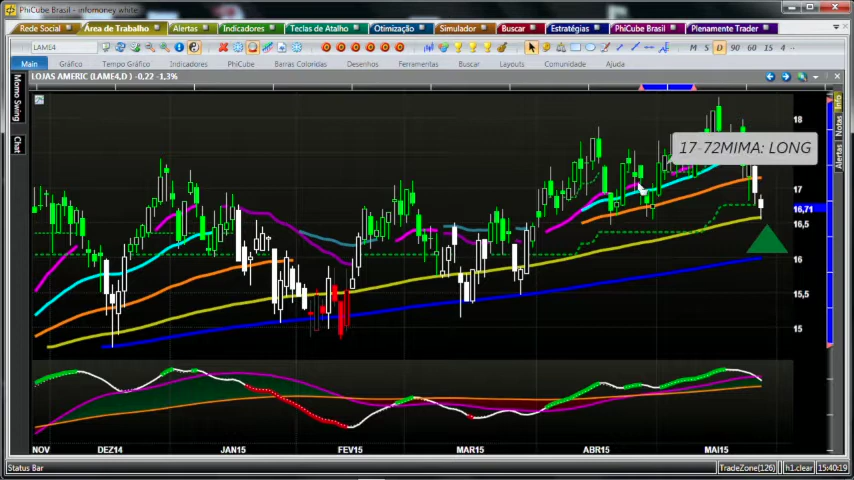 PhiCube Brasil - infomoney white
Rede Social Área de Trabalho Alertas Indicadores Teclas de Atalho Otimização Simulador Buscar Estratégias PhiCube Brasil Plenamente Trader
LAME4 M S D 90 60 15 4
Main Gráfico Tempo Gráfico Indicadores PhiCube Barras Coloridas Desenhos Ferramentas Buscar Layouts Comunidade Ajuda
LOJAS AMERIC (LAME4,D ) -0,22 -1,3%
Momo Swing
Chat
Info
Notas
Alertas
18
17-72MIMA: LONG
17
16,71
16,5
16
15,5
15
NOV DEZ14 JAN15 FEV15 MAR15 ABR15 MAI15
Status Bar TradeZone(126) h1.clear 15:40:19